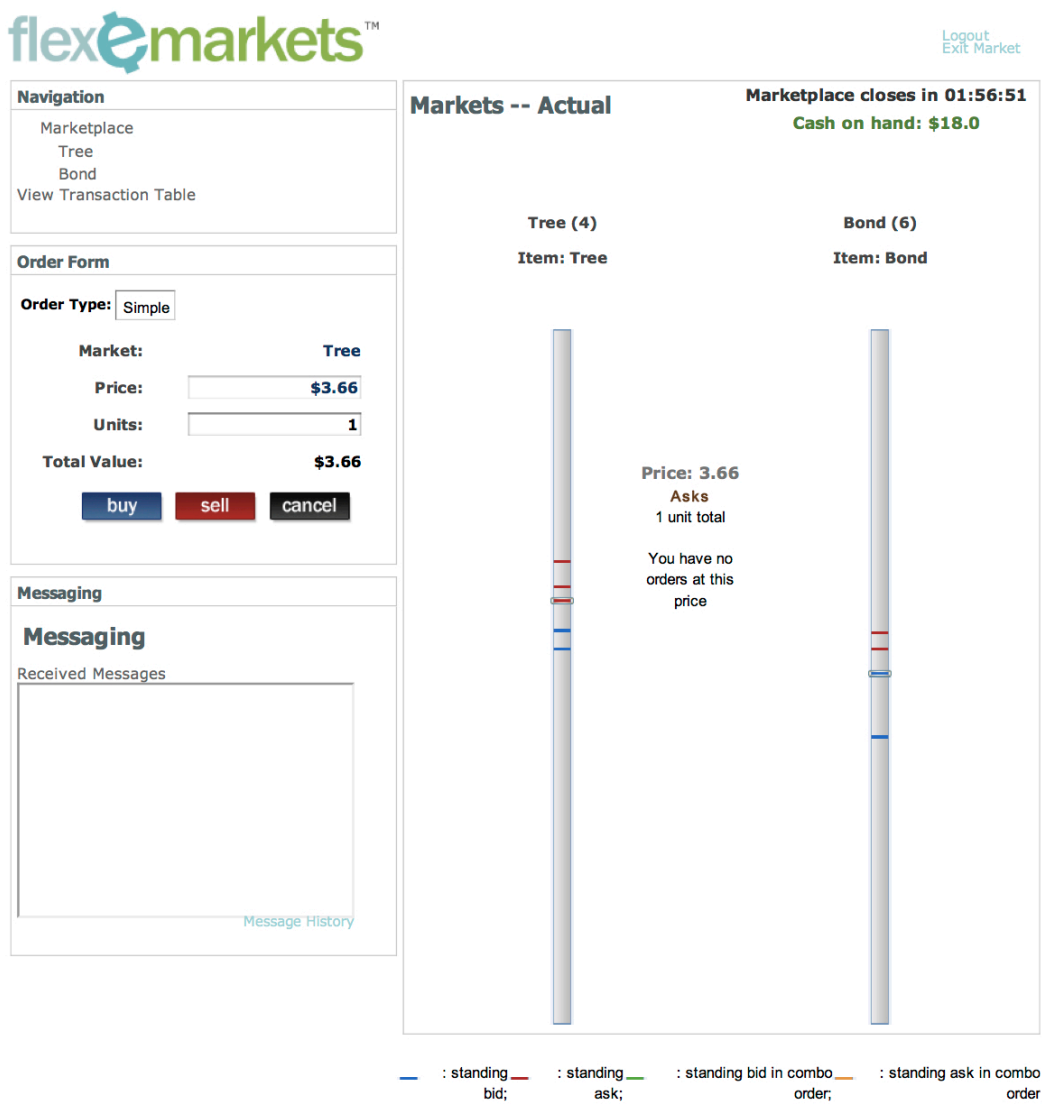 flexemarkets™
Logout
Exit Market
Navigation
Marketplace
Tree
Bond
View Transaction Table
Order Form
Order Type: Simple
Market: Tree
Price: $3.66
Units: 1
Total Value: $3.66
buy sell cancel
Messaging
Messaging
Received Messages
Message History
Markets -- Actual
Marketplace closes in 01:56:51
Cash on hand: $18.0
Tree (4)
Item: Tree
Bond (6)
Item: Bond
Price: 3.66
Asks
1 unit total
You have no
orders at this
price
: standing bid;
: standing ask;
: standing bid in combo order;
: standing ask in combo order